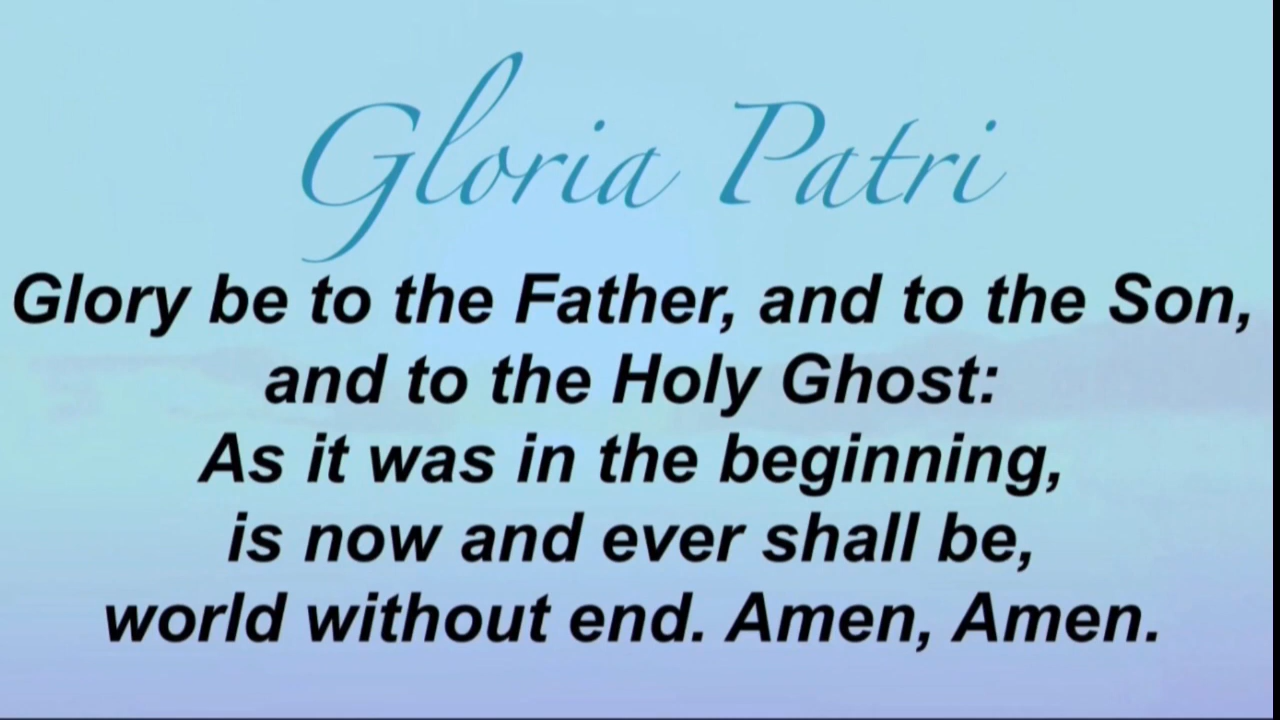 Gloria Patri
Glory be to the Father, and to the Son,
and to the Holy Ghost:
As it was in the beginning,
is now and ever shall be,
world without end. Amen, Amen.